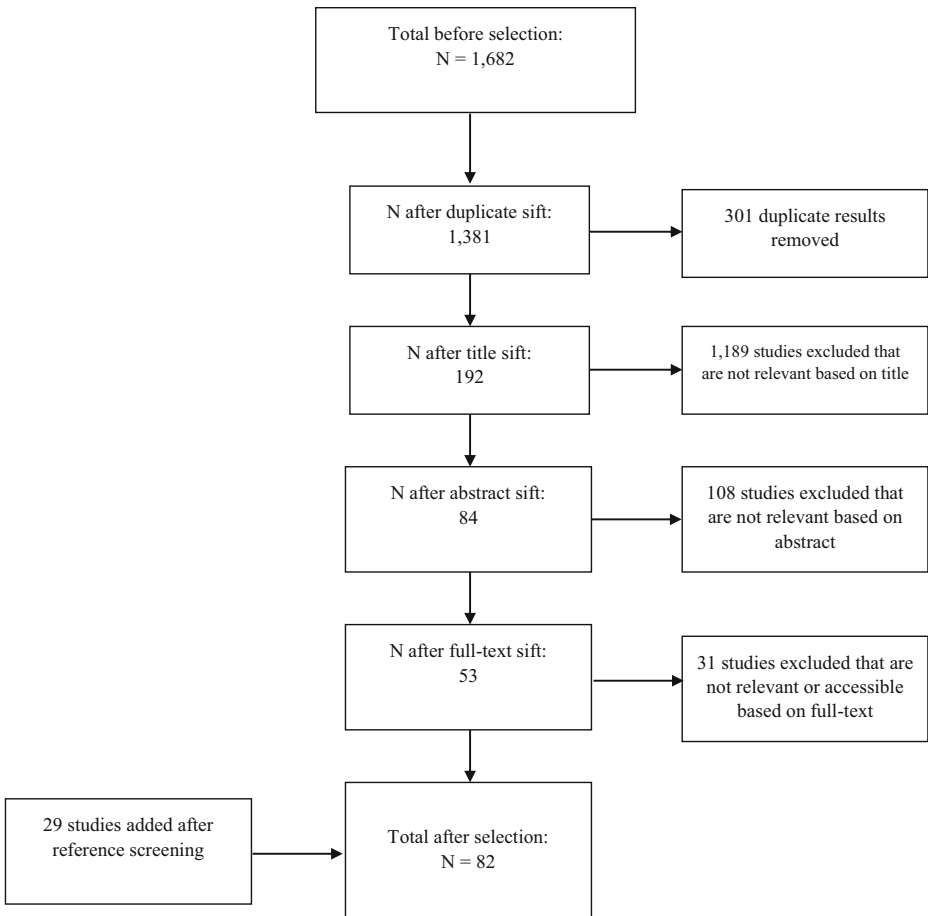 Total before selection:
N = 1,682
N after duplicate sift:
1,381
301 duplicate results
removed
N after title sift:
192
1,189 studies excluded that
are not relevant based on title
N after abstract sift:
84
108 studies excluded that
are not relevant based on
abstract
N after full-text sift:
53
31 studies excluded that are
not relevant or accessible
based on full-text
29 studies added after
reference screening
Total after selection:
N = 82